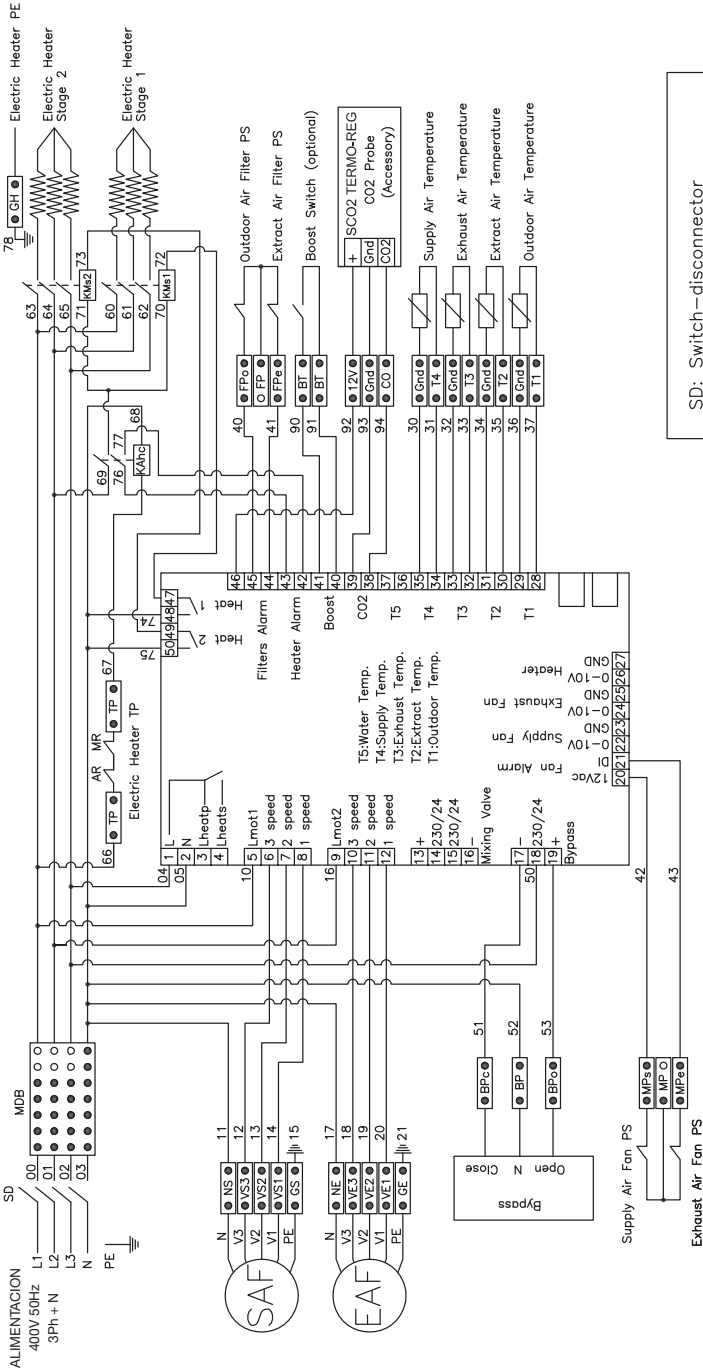 ALIMENTACION
400V 50Hz
3Ph + N
SD
L1
L2
L3
N
PE
00
01
02
03
MDB
78
GH
Electric Heater PE
Electric Heater
Stage 2
Electric Heater
Stage 1
63
64
65
60
61
62
71
KMs2
73
70
KMs1
72
69
76
77
KAhc
68
66
TP
AR
MR
TP
67
Electric Heater TP
04
05
1
2
3
4
L
N
Lheatp
Lheats
10
5
6
7
8
Lmot1
3 speed
2 speed
1 speed
16
9
10
11
12
Lmot2
3 speed
2 speed
1 speed
13
14
15
16
+
230/24
230/24
-
Mixing Valve
50
17
18
19
-
230/24
+
Bypass
75
74
50
49
48
47
Heat 2
Heat 1
46
45
44
43
42
41
40
39
38
37
36
35
34
33
32
31
30
29
28
Filters Alarm
Heater Alarm
Boost
CO2
T5
T4
T3
T2
T1
T5:Water Temp.
T4:Supply Temp.
T3:Exhaust Temp.
T2:Extract Temp.
T1:Outdoor Temp.
20
21
22
23
24
25
26
27
12Vac
DI
0-10V
GND
0-10V
GND
0-10V
GND
Fan Alarm
Supply Fan
Exhaust Fan
Heater
40
41
FPo
FP
FPe
Outdoor Air Filter PS
Extract Air Filter PS
90
91
BT
BT
Boost Switch (optional)
92
93
94
12V
Gnd
CO
+
Gnd
CO2
SCO2 TERMO-REG
CO2 Probe
(Accessory)
30
31
32
33
34
35
36
37
Gnd
T4
Gnd
T3
Gnd
T2
Gnd
T1
Supply Air Temperature
Exhaust Air Temperature
Extract Air Temperature
Outdoor Air Temperature
SAF
N
V3
V2
V1
PE
NS
VS3
VS2
VS1
GS
11
12
13
14
15
EAF
N
V3
V2
V1
PE
NE
VE3
VE2
VE1
GE
17
18
19
20
21
Bypass
Close
N
Open
BPc
BP
BPo
51
52
53
Supply Air Fan PS
Exhaust Air Fan PS
MPs
MP
MPe
42
43
SD: Switch-disconnector